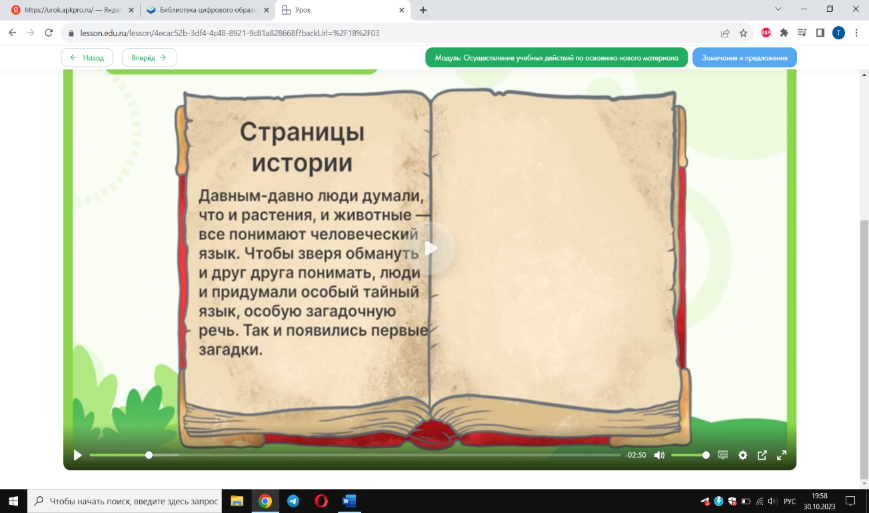 https://urok.apkpro.ru/ — Янде
Библиотека цифрового образ
Урок
lesson.edu.ru/lesson/4ecac52b-3df4-4c48-8921-9c81a828668f?backUrl=%2F18%2F03
Назад
Вперёд
Модуль: Осуществление учебных действий по освоению нового материала
Замечания и предложения
Страницы
истории
Давным-давно люди думали,
что и растения, и животные —
все понимают человеческий
язык. Чтобы зверя обмануть
и друг друга понимать, люди
и придумали особый тайный
язык, особую загадочную
речь. Так и появились первые
загадки.
-02:50
Чтобы начать поиск, введите здесь запрос
РУС
19:58
30.10.2023